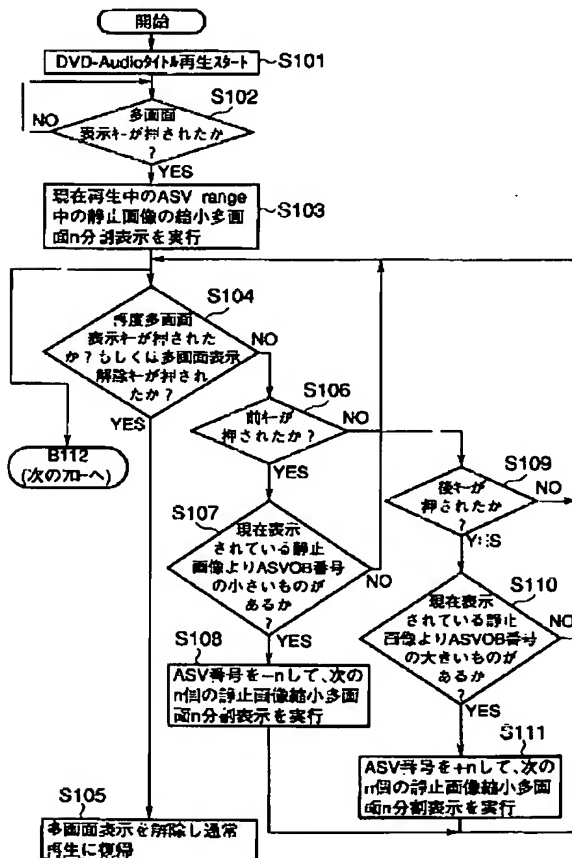 開始
DVD-Audioタイトル再生スタート
S101
S102
多画面
表示キーが押されたか
?
NO
YES
現在再生中のASV range
中の静止画像の縮小多画
面n分割表示を実行
S103
S104
再度多画面
表示キーが押された
か?もしくは多画面表示
解除キーが押され
たか?
NO
YES
B112
(次のフローへ)
S106
前キーが
押されたか?
NO
YES
S109
後キーが
押されたか
?
NO
YES
S107
現在表示
されている静止
画像よりASVOB番号
の小さいものが
あるか
?
NO
YES
S110
現在表示
されている静止
画像よりASVOB番号
の大きいものが
あるか
?
NO
YES
S108
ASV番号を-nして、次の
n個の静止画像縮小多画
面n分割表示を実行
S111
ASV番号を+nして、次の
n個の静止画像縮小多画
面n分割表示を実行
S105
多画面表示を解除し通常
再生に復帰